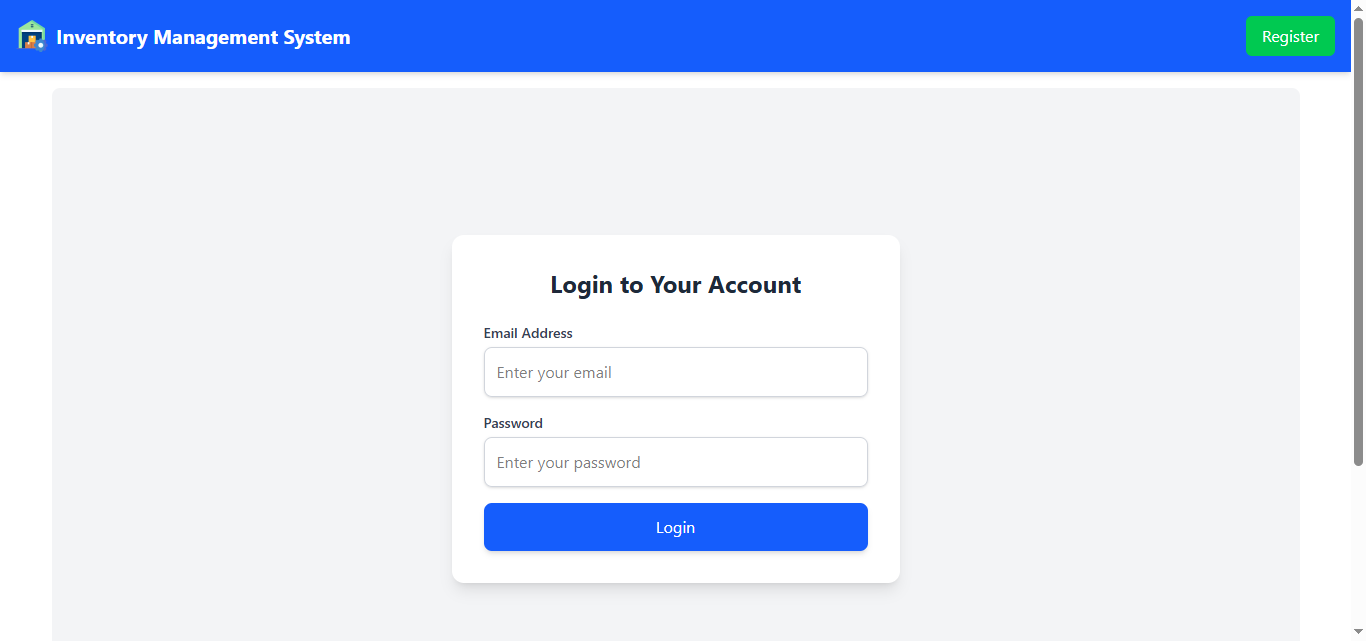 Inventory Management System
Register
Login to Your Account
Email Address
Enter your email
Password
Enter your password
Login